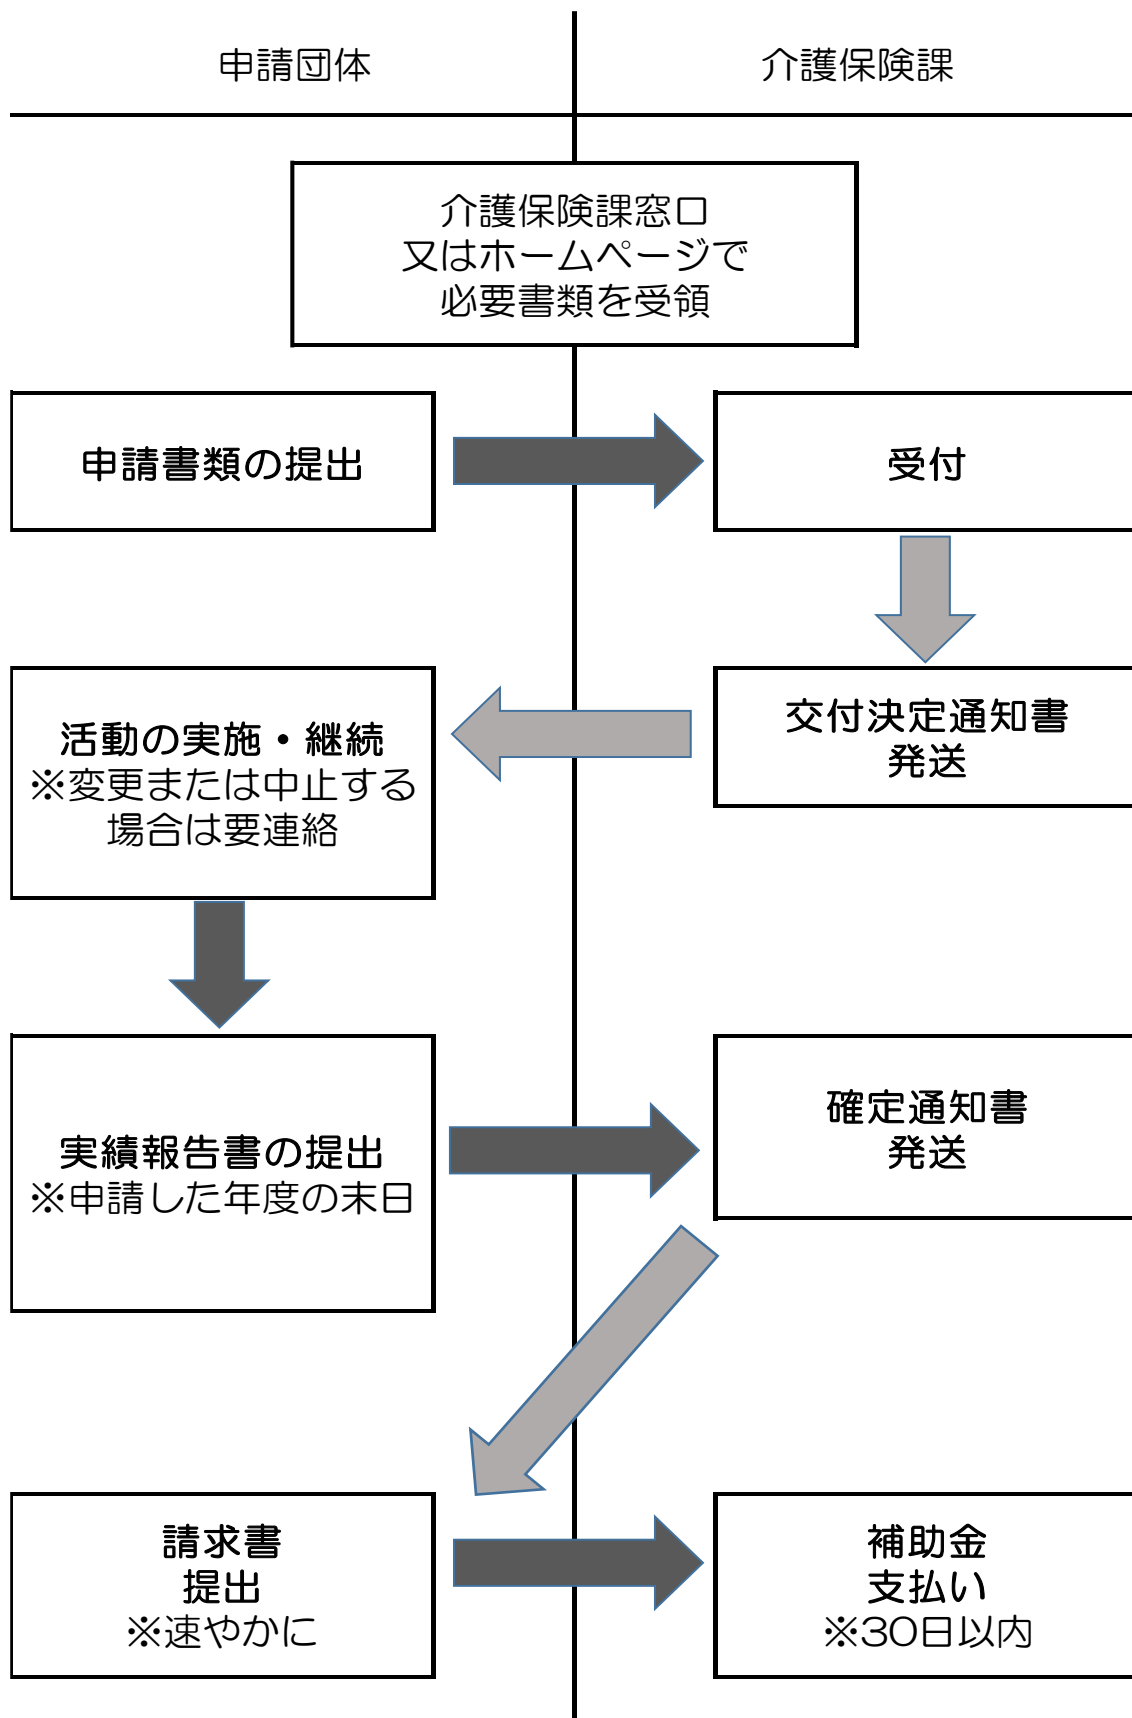 申請団体
介護保険課
介護保険課窓口
又はホームページで
必要書類を受領
申請書類の提出
受付
交付決定通知書
発送
活動の実施・継続
※変更または中止する
場合は要連絡
実績報告書の提出
※申請した年度の末日
確定通知書
発送
請求書
提出
※速やかに
補助金
支払い
※30日以内